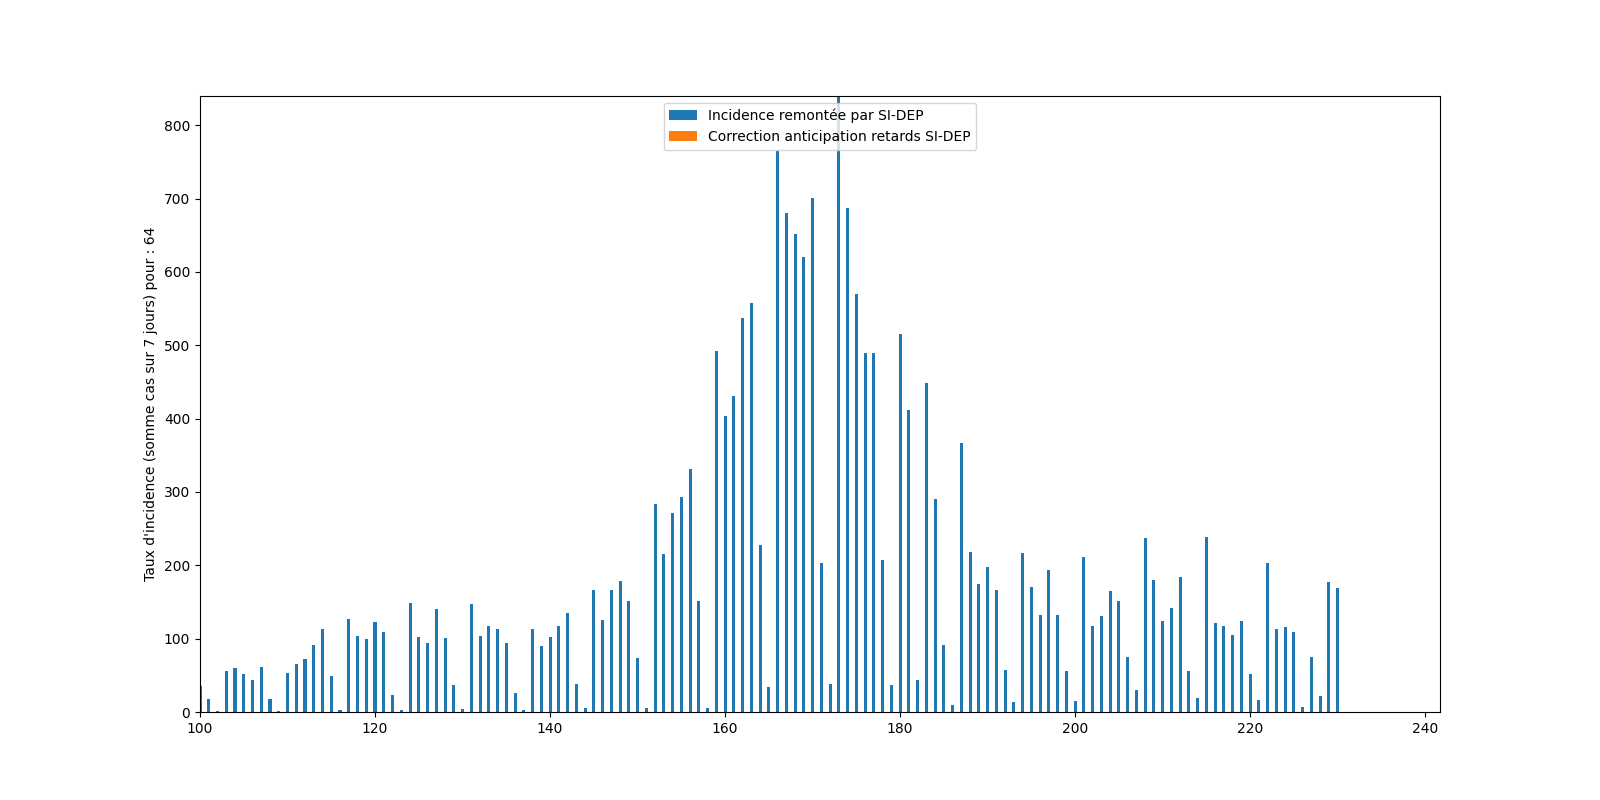 Incidence remontée par SI-DEP
Correction anticipation retards SI-DEP
Taux d'incidence (somme cas sur 7 jours) pour : 64
800
700
600
500
400
300
200
100
0
100 120 140 160 180 200 220 240